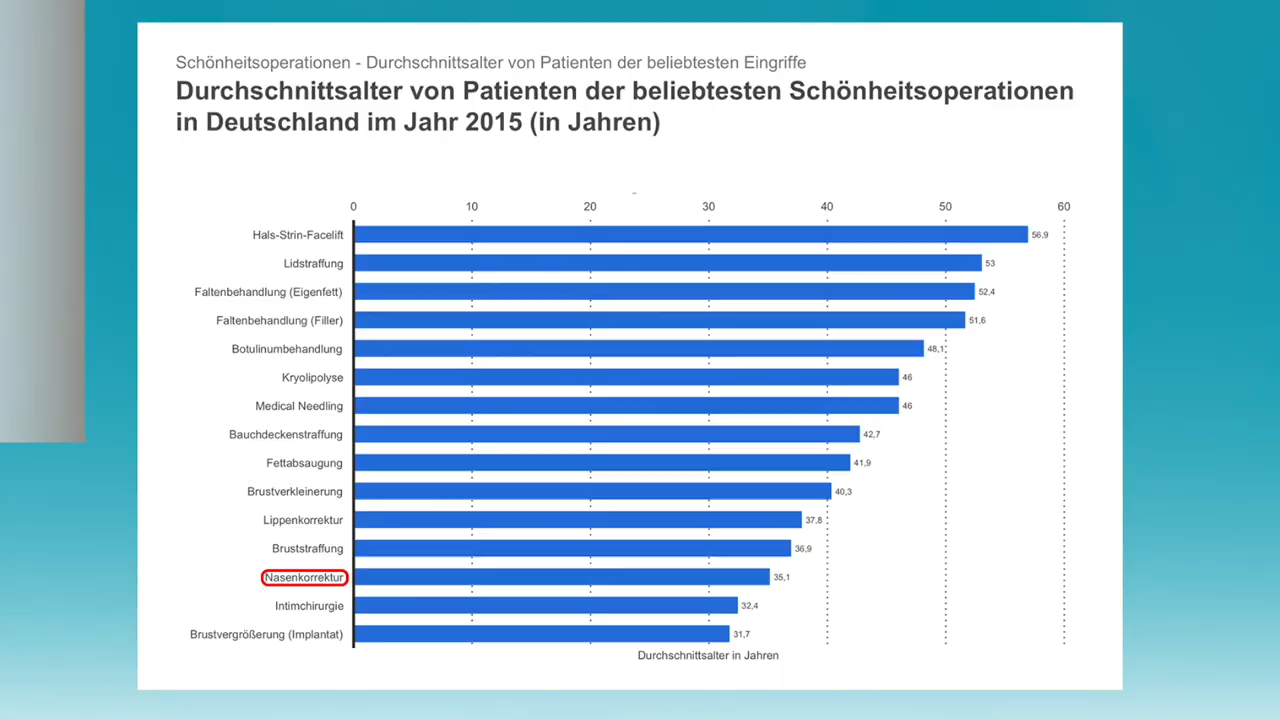 Schönheitsoperationen - Durchschnittsalter von Patienten der beliebtesten Eingriffe
Durchschnittsalter von Patienten der beliebtesten Schönheitsoperationen
in Deutschland im Jahr 2015 (in Jahren)
0 10 20 30 40 50 60
Hals-Strin-Facelift 56,9
Lidstraffung 53
Faltenbehandlung (Eigenfett) 52,4
Faltenbehandlung (Filler) 51,6
Botulinumbehandlung 48,1
Kryolipolyse 46
Medical Needling 46
Bauchdeckenstraffung 42,7
Fettabsaugung 41,9
Brustverkleinerung 40,3
Lippenkorrektur 37,8
Bruststraffung 36,9
Nasenkorrektur 35,1
Intimchirurgie 32,4
Brustvergrößerung (Implantat) 31,7
Durchschnittsalter in Jahren